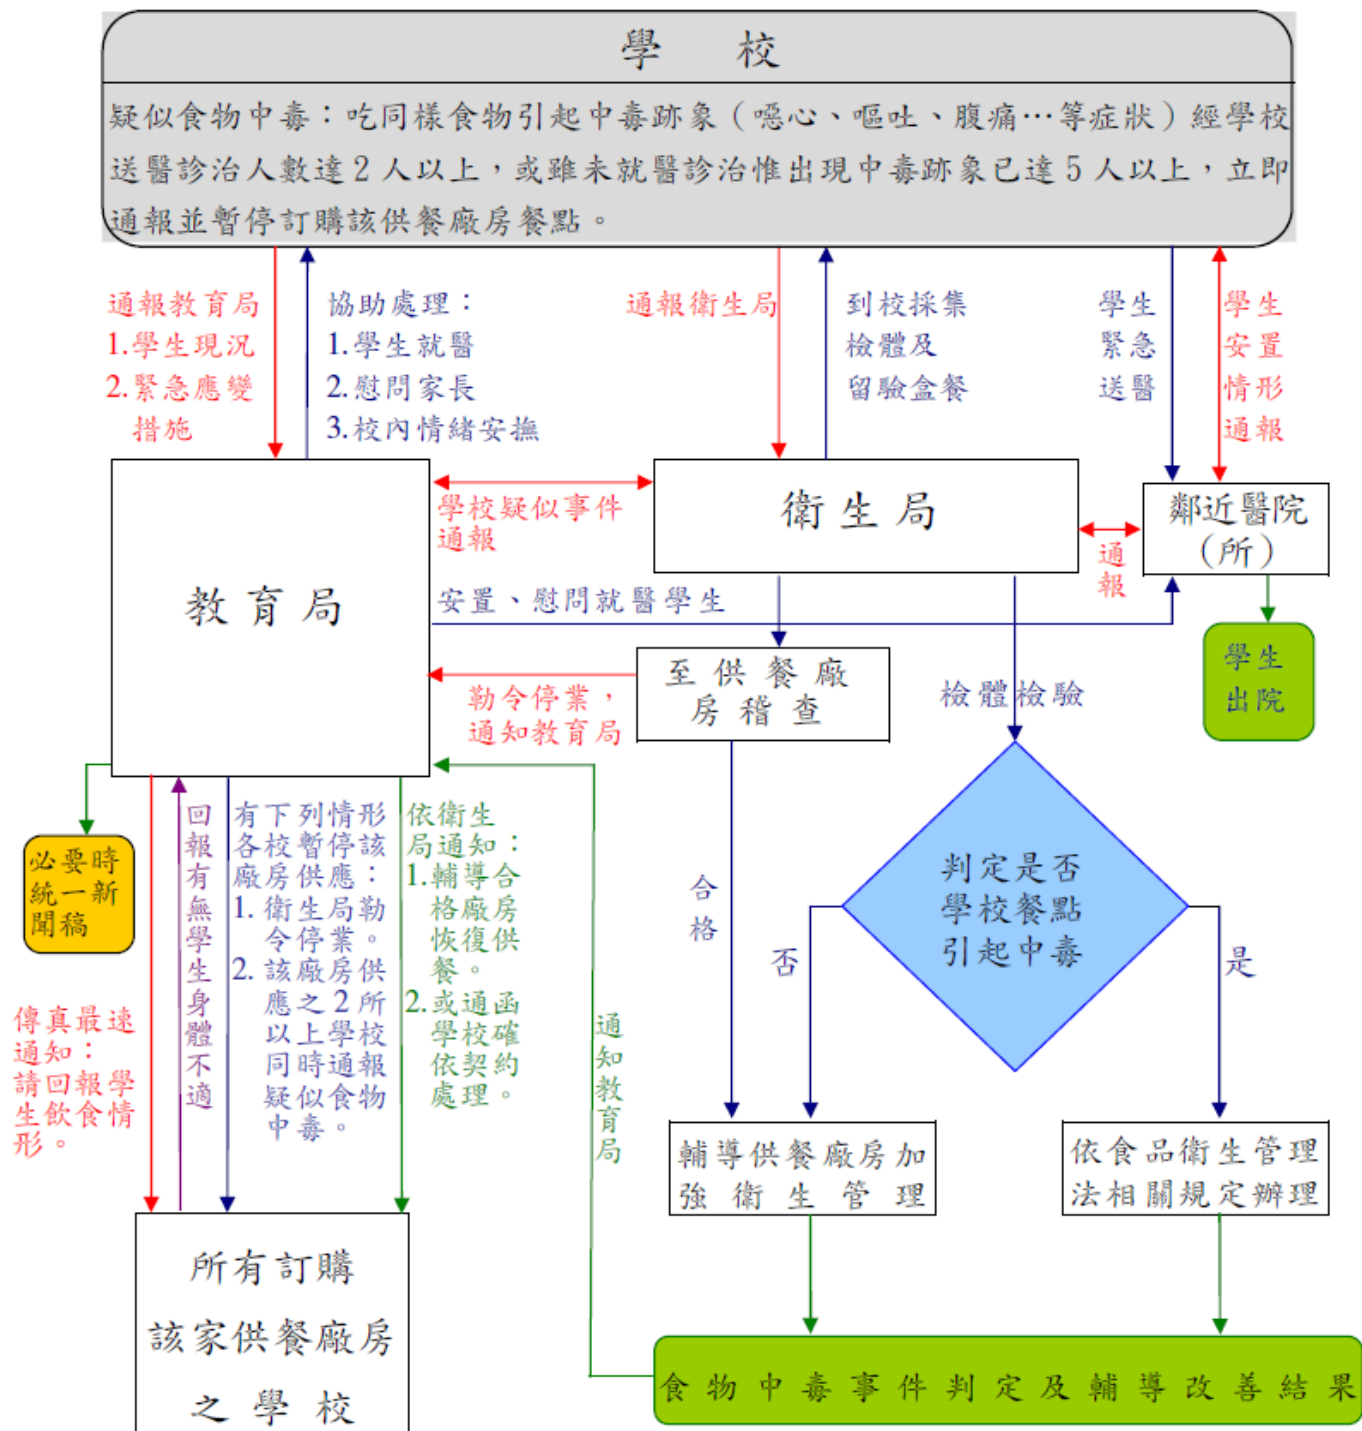 學 校
疑似食物中毒：吃同樣食物引起中毒跡象（噁心、嘔吐、腹痛…等症狀）經學校
送醫診治人數達2人以上，或雖未就醫診治惟出現中毒跡象已達5人以上，立即
通報並暫停訂購該供餐廠房餐點。
通報教育局
1.學生現況
2.緊急應變
措施
協助處理：
1.學生就醫
2.慰問家長
3.校內情緒安撫
通報衛生局
到校採集
檢體及
留驗盒餐
學生
緊急
送醫
學生
安置
情形
通報
教育局
學校疑似事件
通報
衛生局
通報
鄰近醫院
（所）
安置、慰問就醫學生
學生
出院
至供餐廠
房稽查
勒令停業，
通知教育局
檢體檢驗
必要時
統一新
聞稿
傳真最速
通知：
請回報學
生飲食情
形。
回報有無學生身體不適
有下列情形
各校暫停該
廠房供應：
1. 衛生局勒
令停業。
2. 該廠房供
應之2所
以上學校
同時通報
疑似食物
中毒。
依衛生
局通知：
1.輔導合
格廠房
恢復供
餐。
2.或通函
學校確
依契約
處理。
通知教育局
合格
判定是否
學校餐點
引起中毒
否
是
輔導供餐廠房加
強衛生管理
依食品衛生管理
法相關規定辦理
所有訂購
該家供餐廠房
之學校
食物中毒事件判定及輔導改善結果